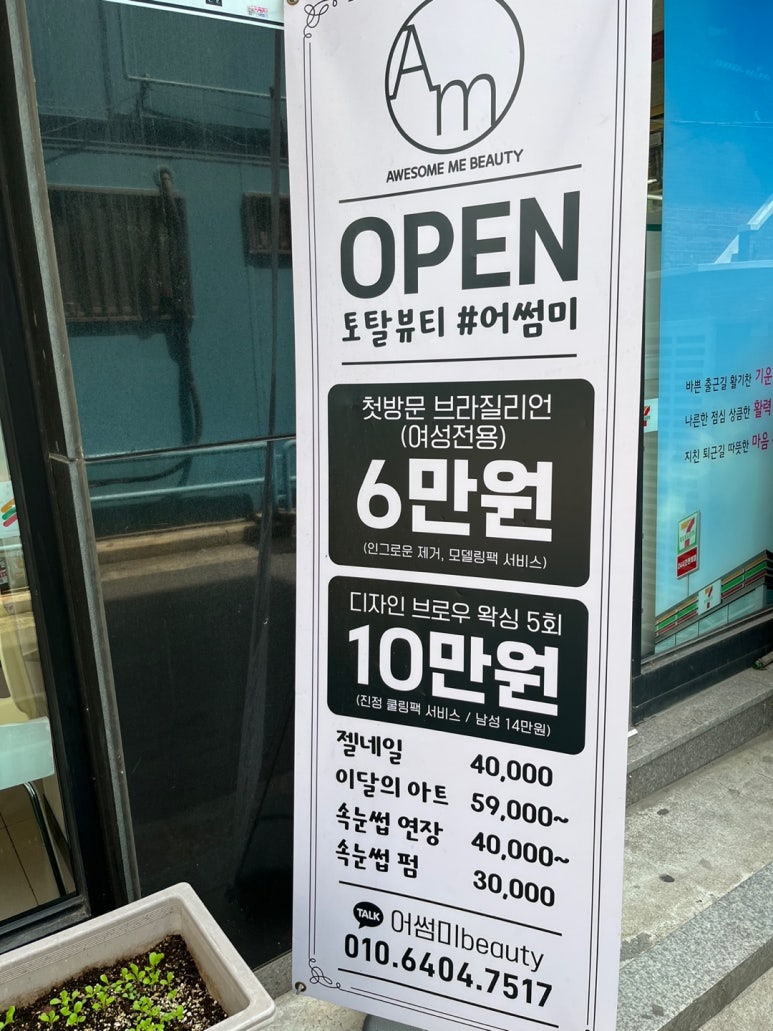 Am
AWESOME ME BEAUTY
OPEN
토탈뷰티 #어썸미
첫방문 브라질리언
(여성전용)
6만원
(인그로운 제거, 모델링팩 서비스)
디자인 브로우 왁싱 5회
10만원
(진정 쿨링팩 서비스 / 남성 14만원)
젤네일 40,000
이달의 아트 59,000~
속눈썹 연장 40,000~
속눈썹 펌 30,000
TALK 어썸미beauty
010.6404.7517
바쁜 출근길 활기찬 기운
나른한 점심 상큼한 활력
지친 퇴근길 따뜻한 마음